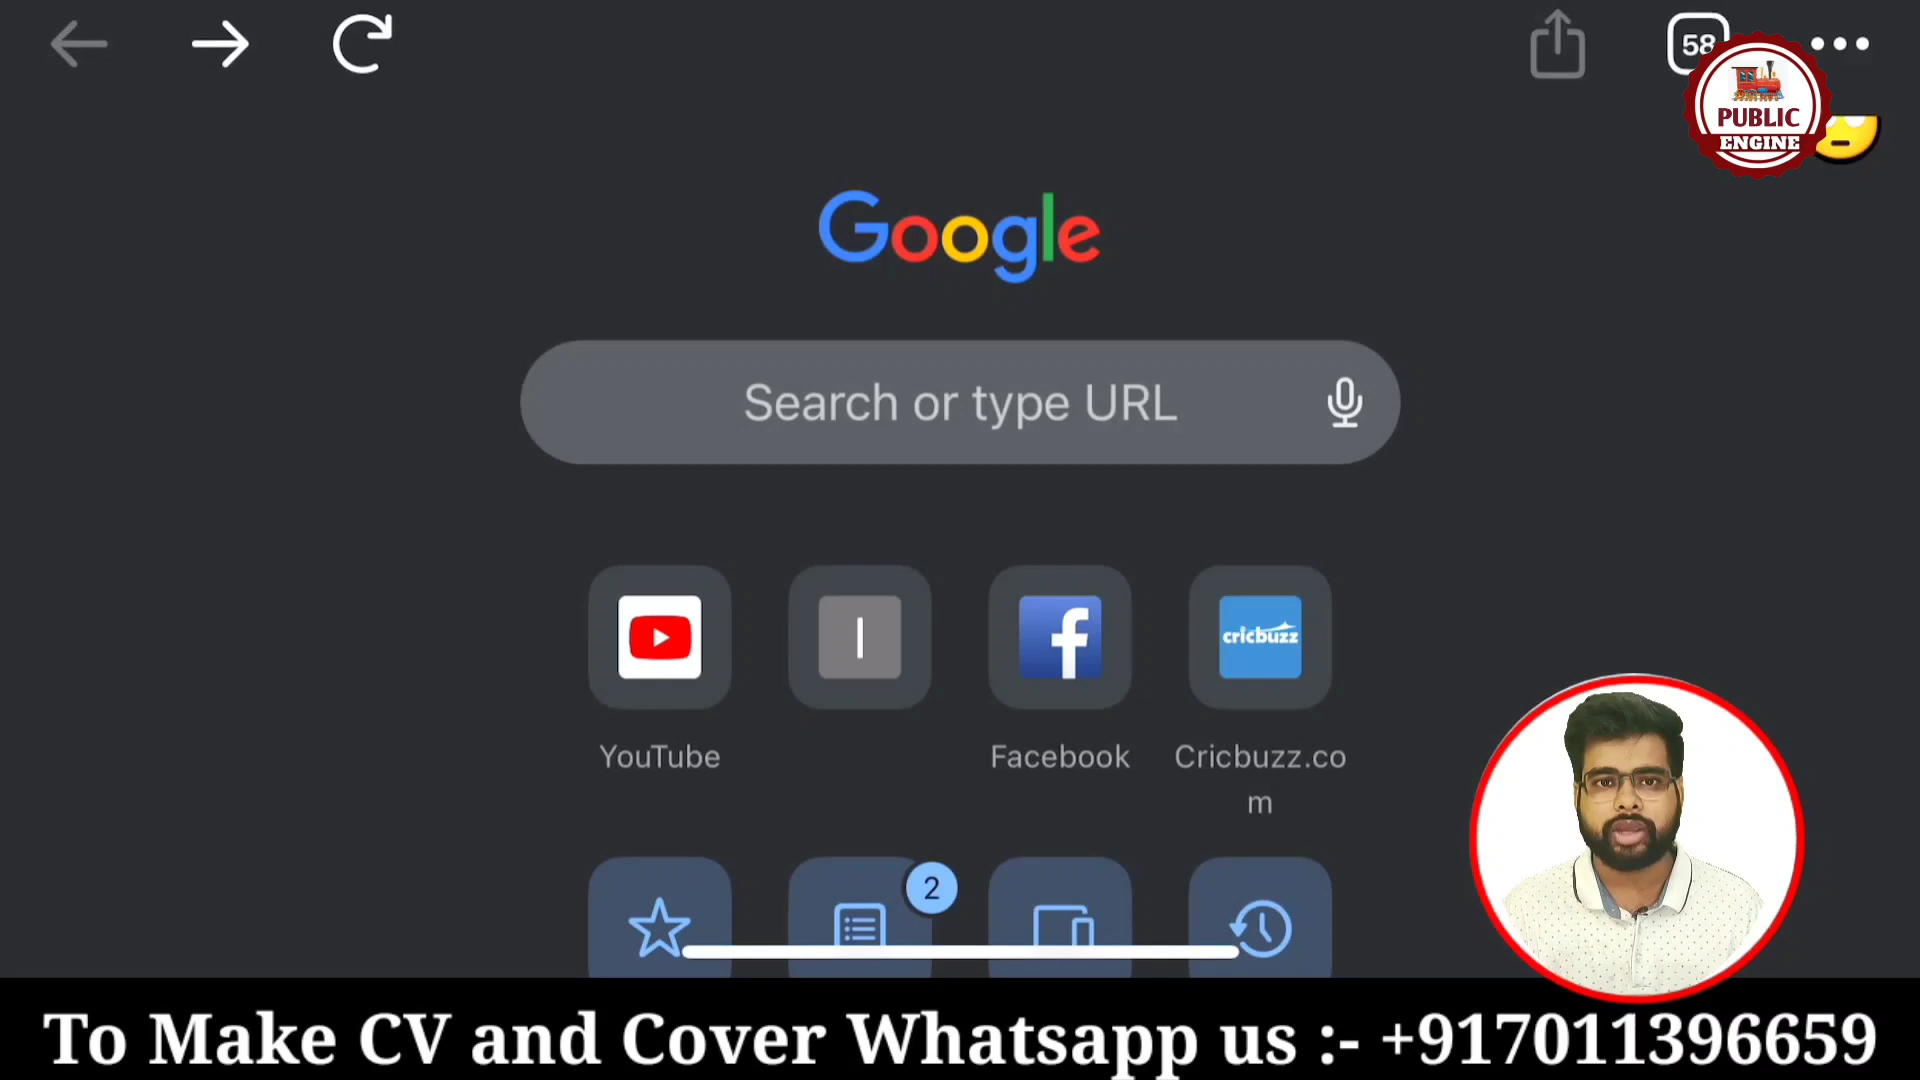 58
PUBLIC
ENGINE
Google
Search or type URL
I
cricbuzz
YouTube
Facebook
Cricbuzz.co
m
2
To Make CV and Cover Whatsapp us :- +917011396659